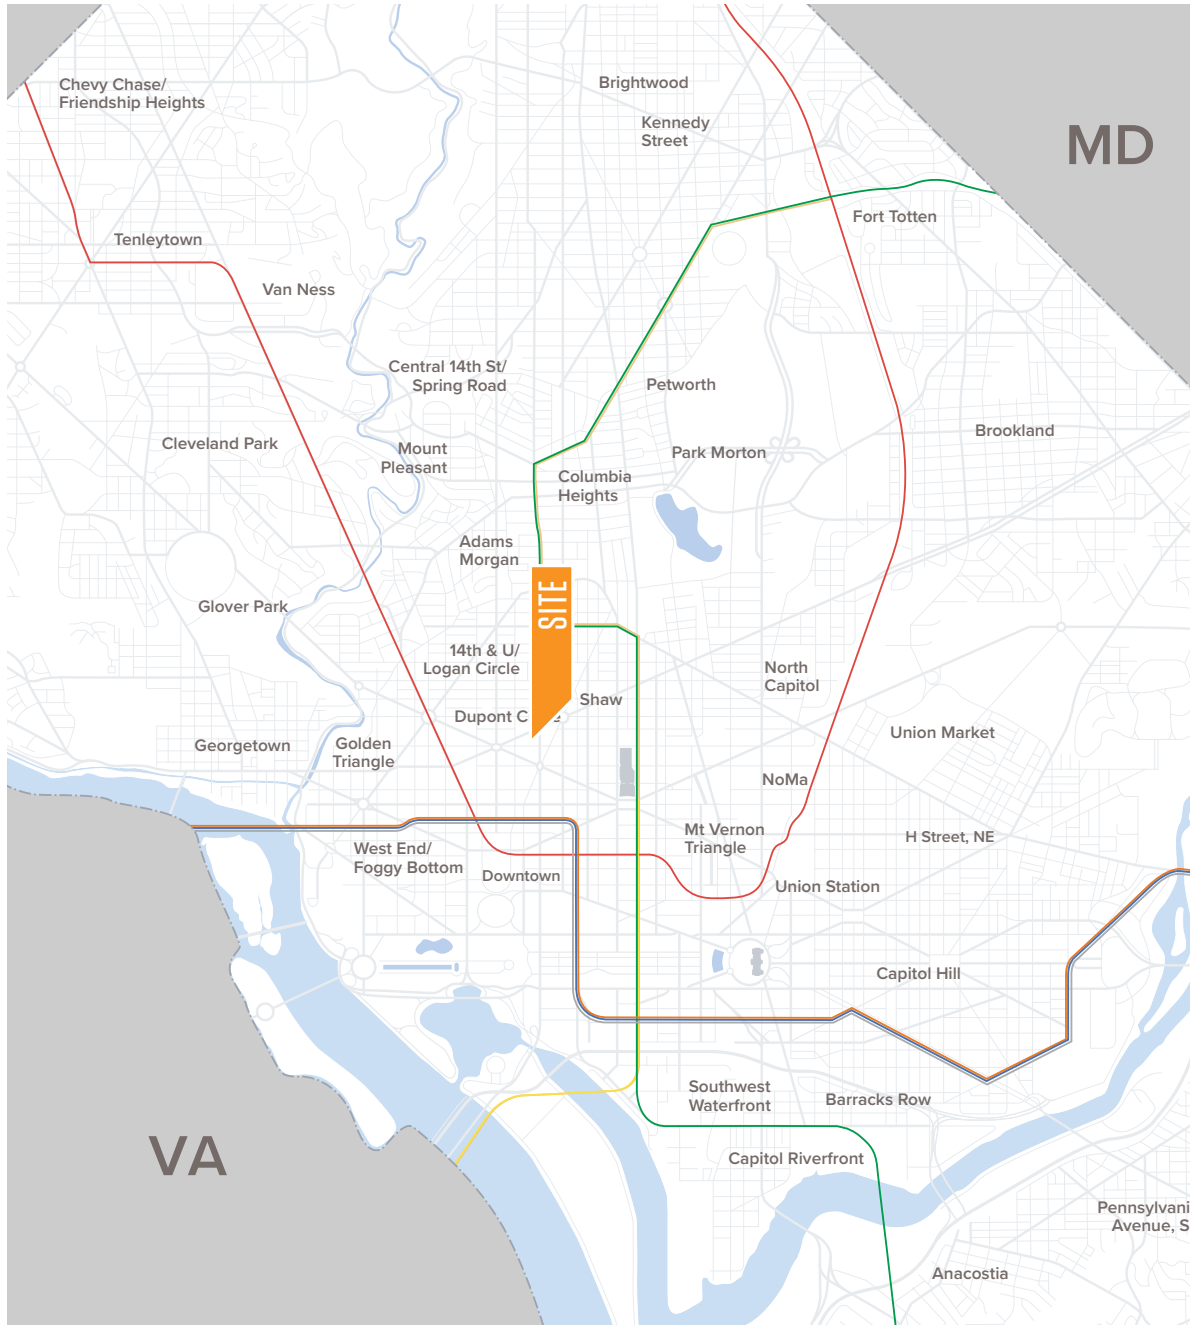 Brightwood
Chevy Chase/
Friendship Heights
Kennedy
Street
MD
Fort Totten
Tenleytown
Van Ness
Central 14th St/
Spring Road
Petworth
Brookland
Cleveland Park
Mount
Pleasant
Park Morton
Columbia
Heights
Adams
Morgan
SITE
Glover Park
14th & U/
Logan Circle
North
Capitol
Shaw
Dupont C e
Union Market
Georgetown
Golden
Triangle
NoMa
Mt Vernon
Triangle
H Street, NE
West End/
Foggy Bottom
Downtown
Union Station
Capitol Hill
Southwest
Waterfront
Barracks Row
VA
Capitol Riverfront
Pennsylvani
Avenue, S
Anacostia